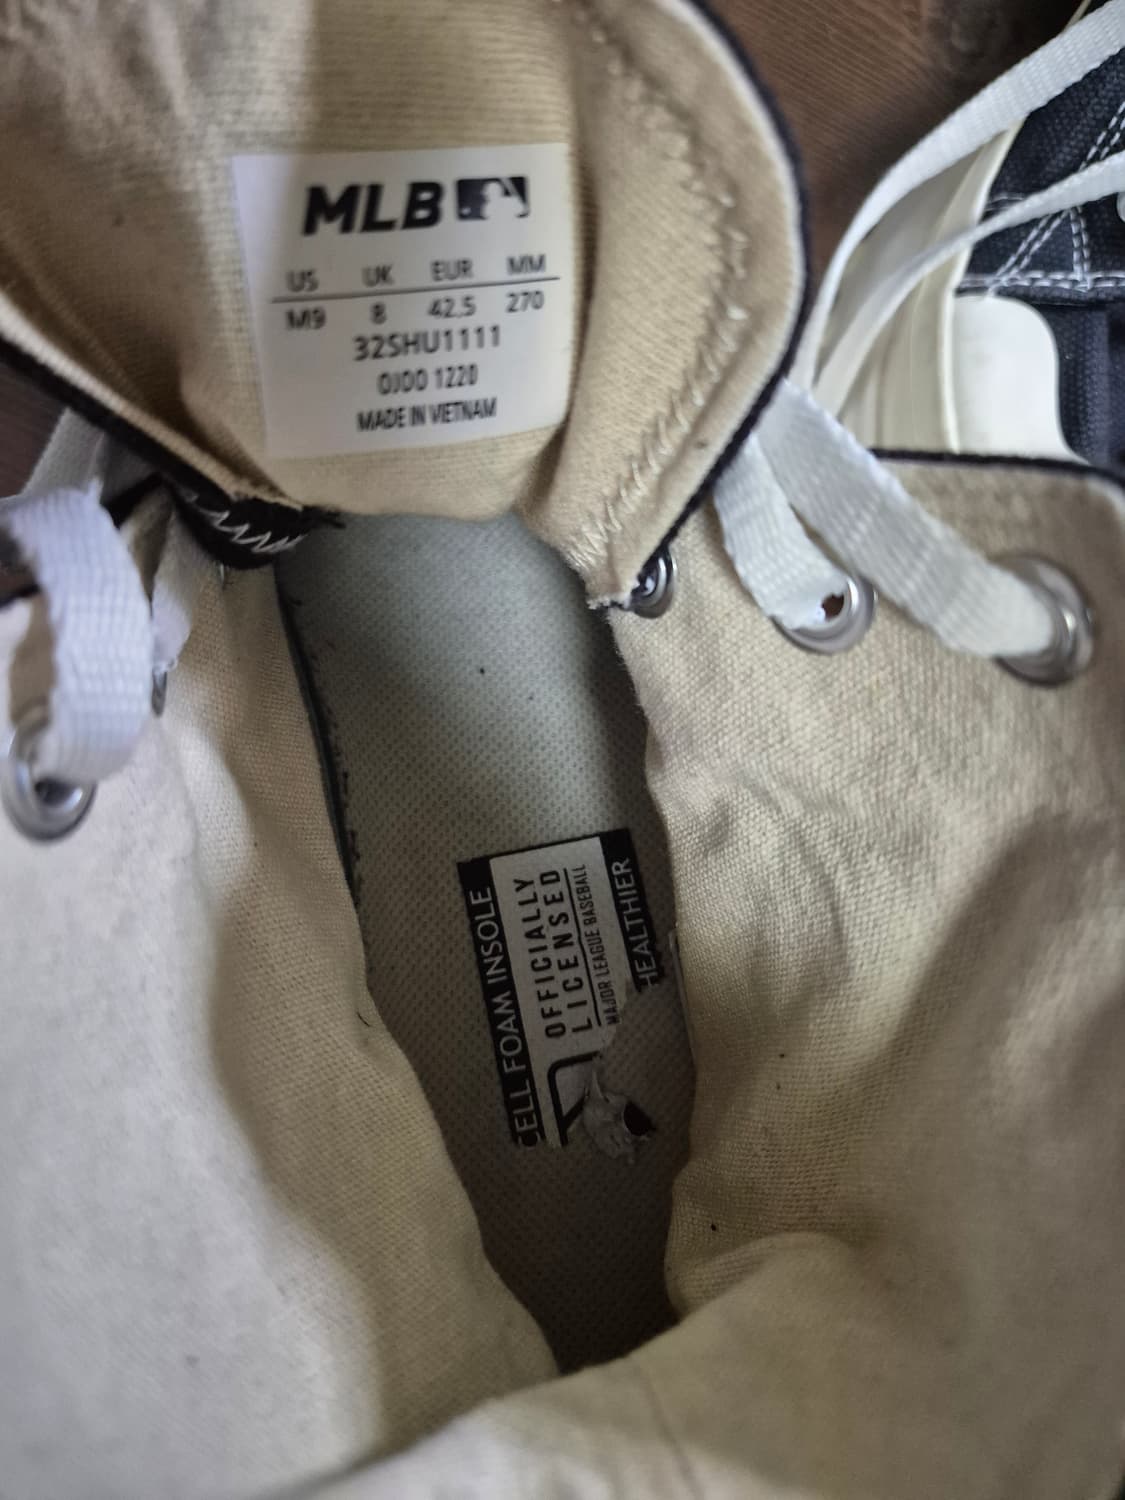 MLB
US UK EUR MM
M9 8 42.5 270
32SHU1111
0J00 1220
MADE IN VIETNAM
CELL FOAM INSOLE
OFFICIALLY
LICENSED
MAJOR LEAGUE BASEBALL
HEALTHIER